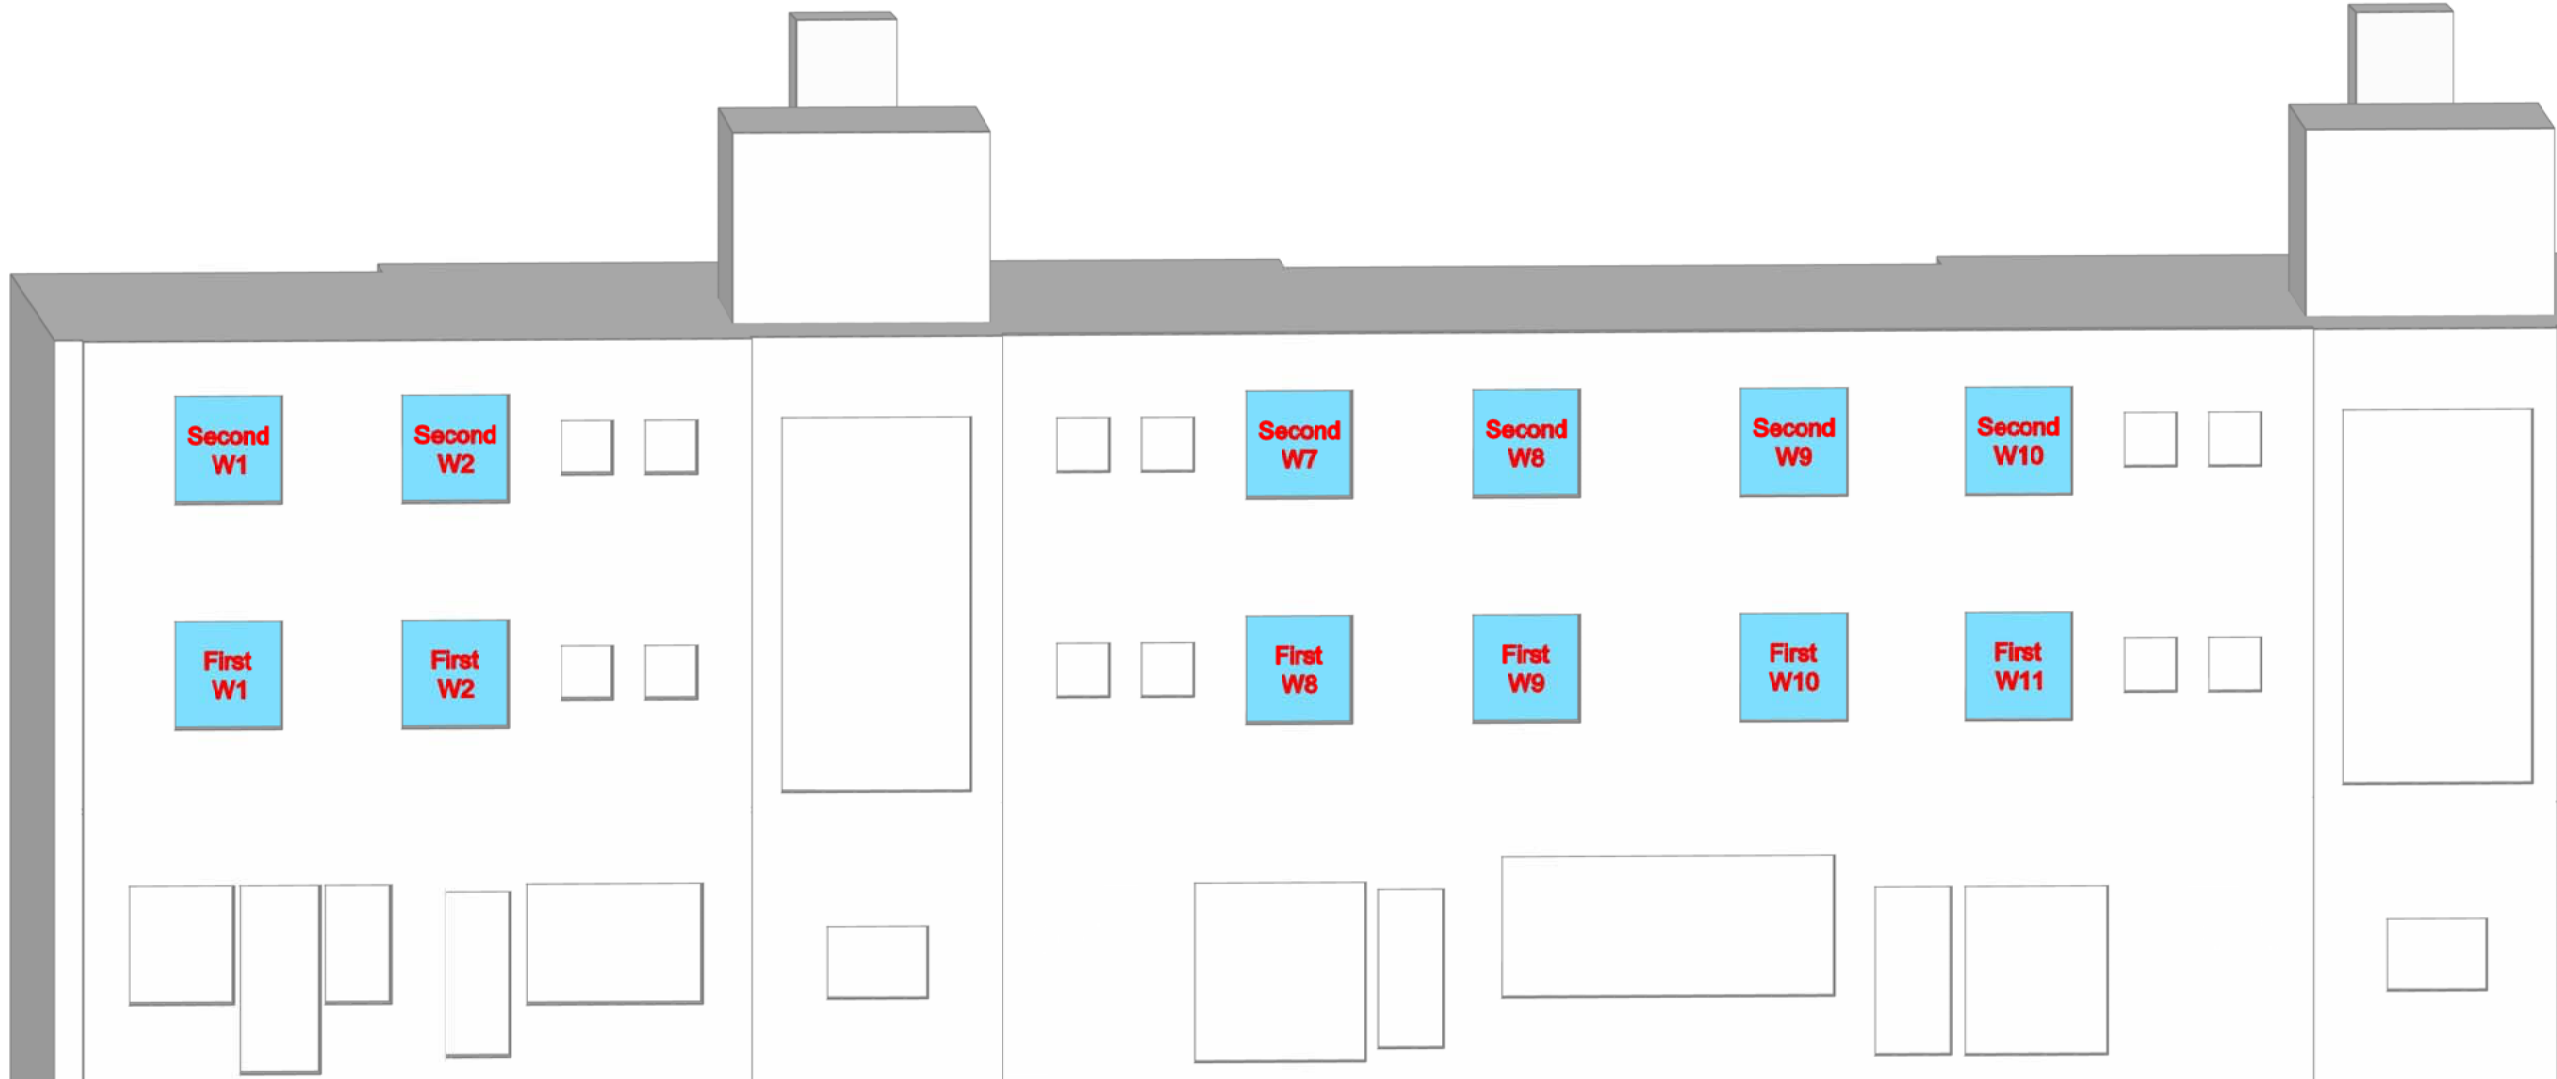 Second
W1
Second
W2
Second
W7
Second
W8
Second
W9
Second
W10
First
W1
First
W2
First
W8
First
W9
First
W10
First
W11